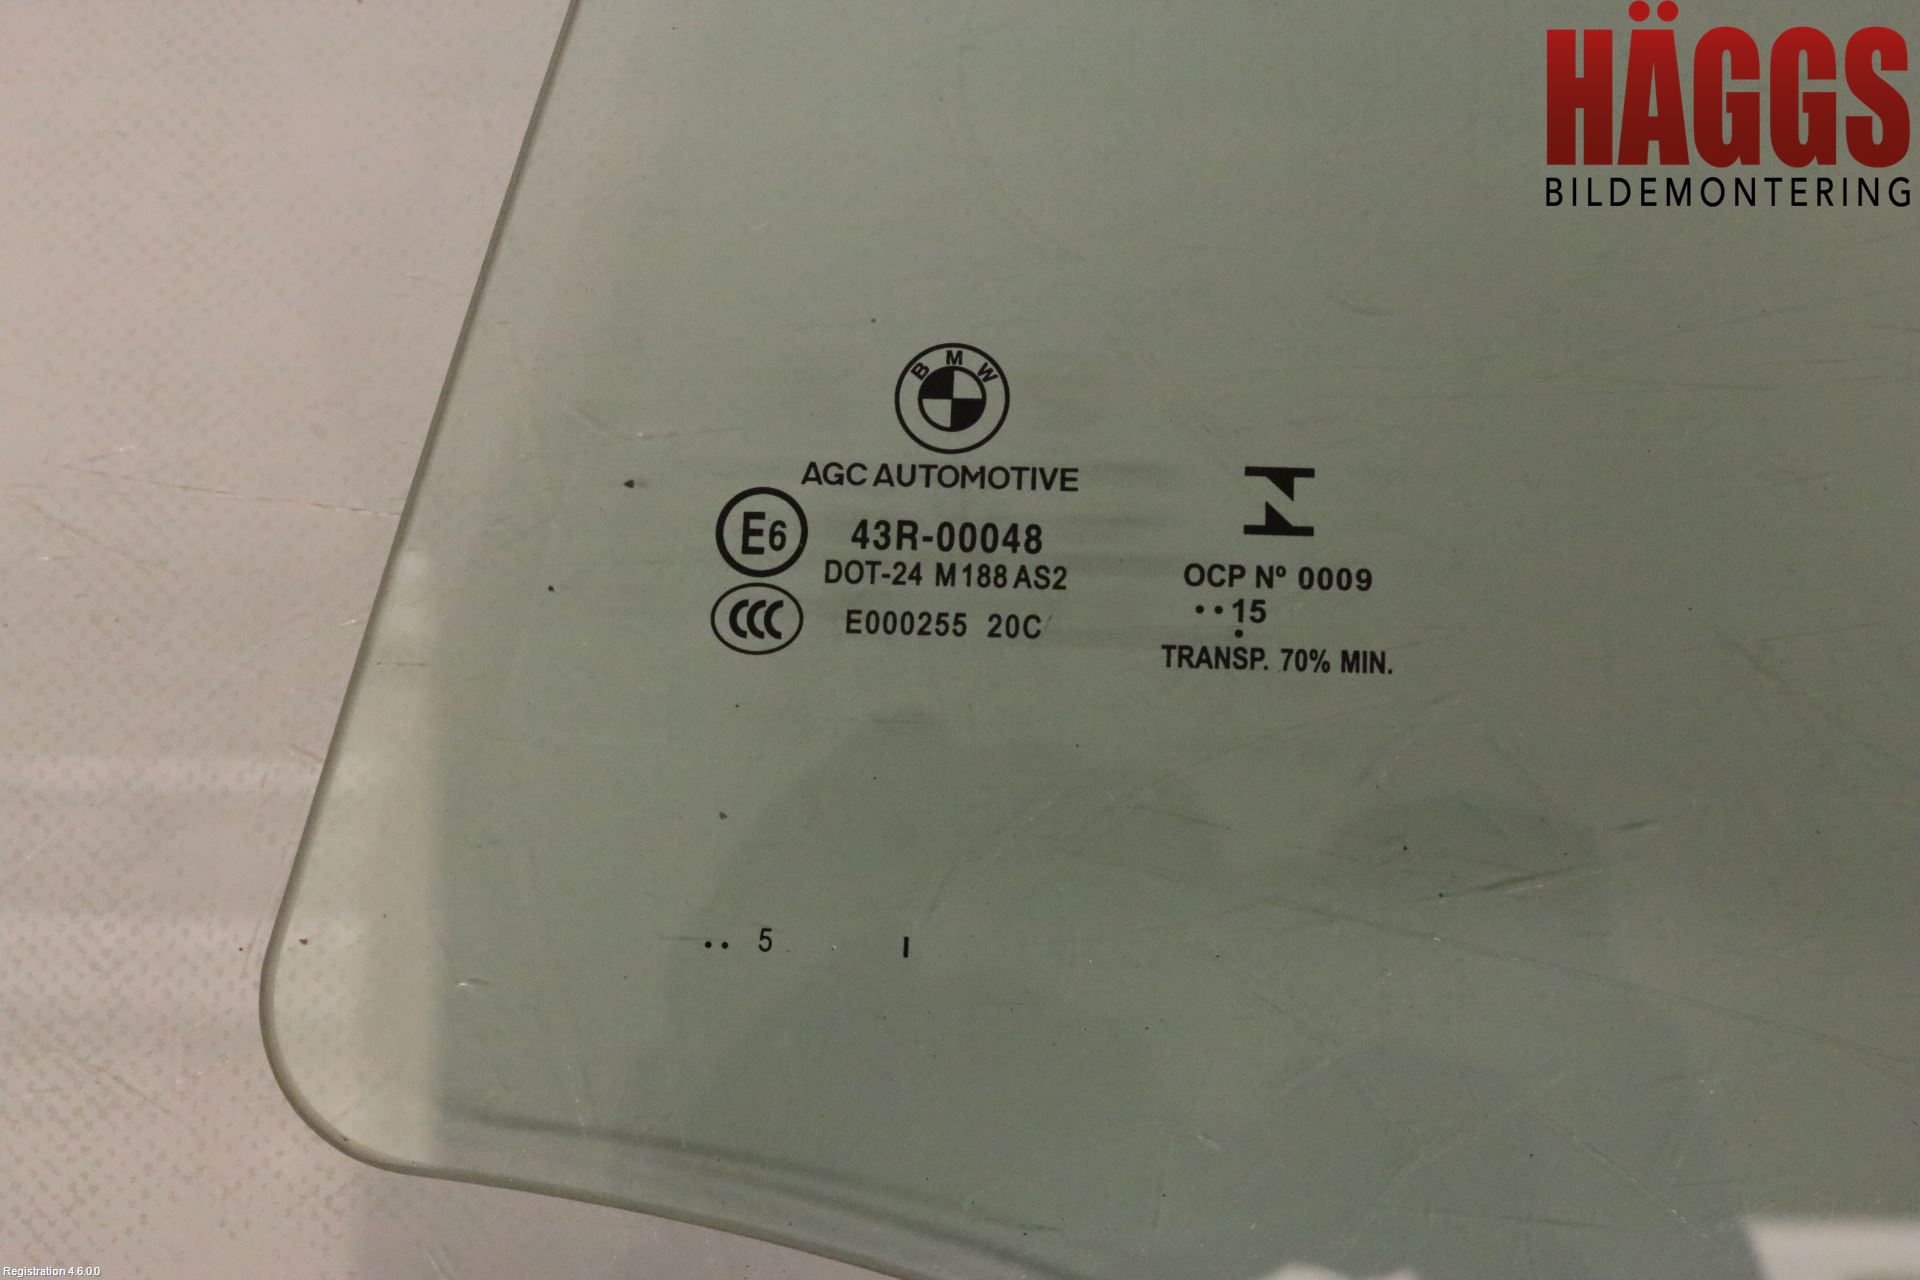 HÄGGS
BILDEMONTERING
BMW
AGC AUTOMOTIVE
E6 43R-00048
DOT-24 M188 AS2
CCC E000255 20C
OCP Nº 0009
··15
.
TRANSP. 70% MIN.
·· 5 I
Registration 4.6.0.0